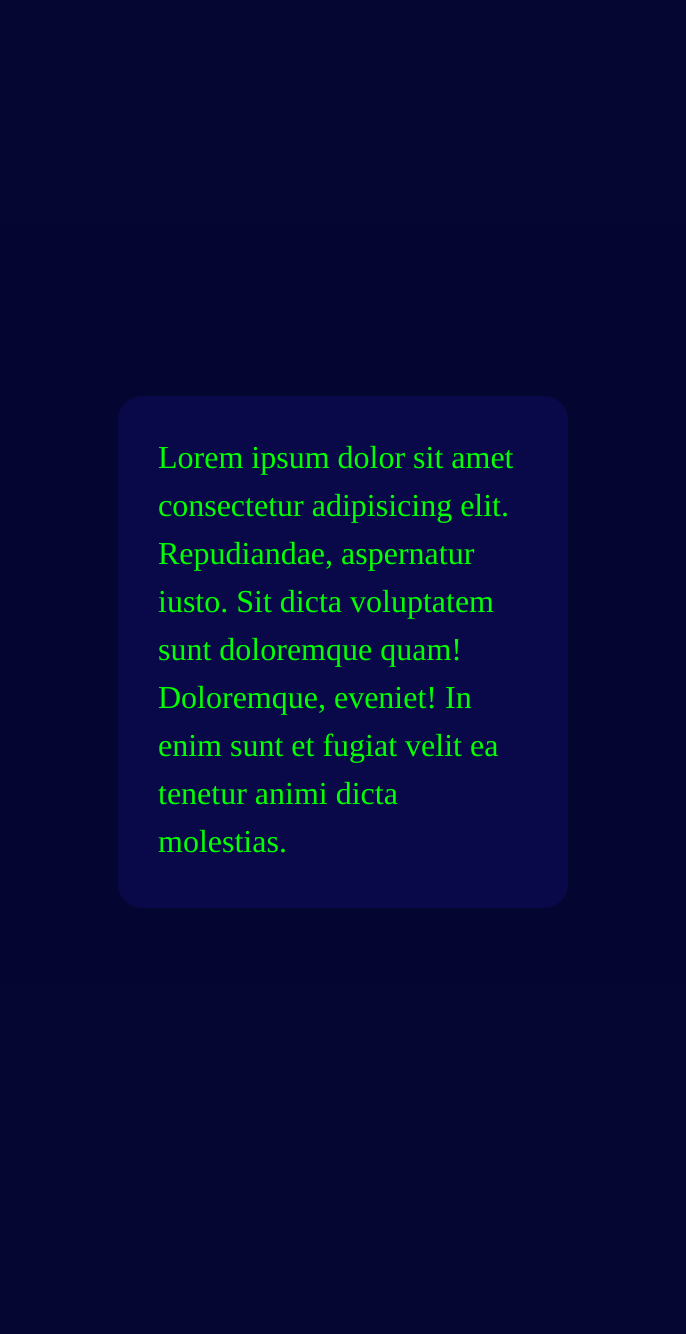 Lorem ipsum dolor sit amet
consectetur adipisicing elit.
Repudiandae, aspernatur
iusto. Sit dicta voluptatem
sunt doloremque quam!
Doloremque, eveniet! In
enim sunt et fugiat velit ea
tenetur animi dicta
molestias.